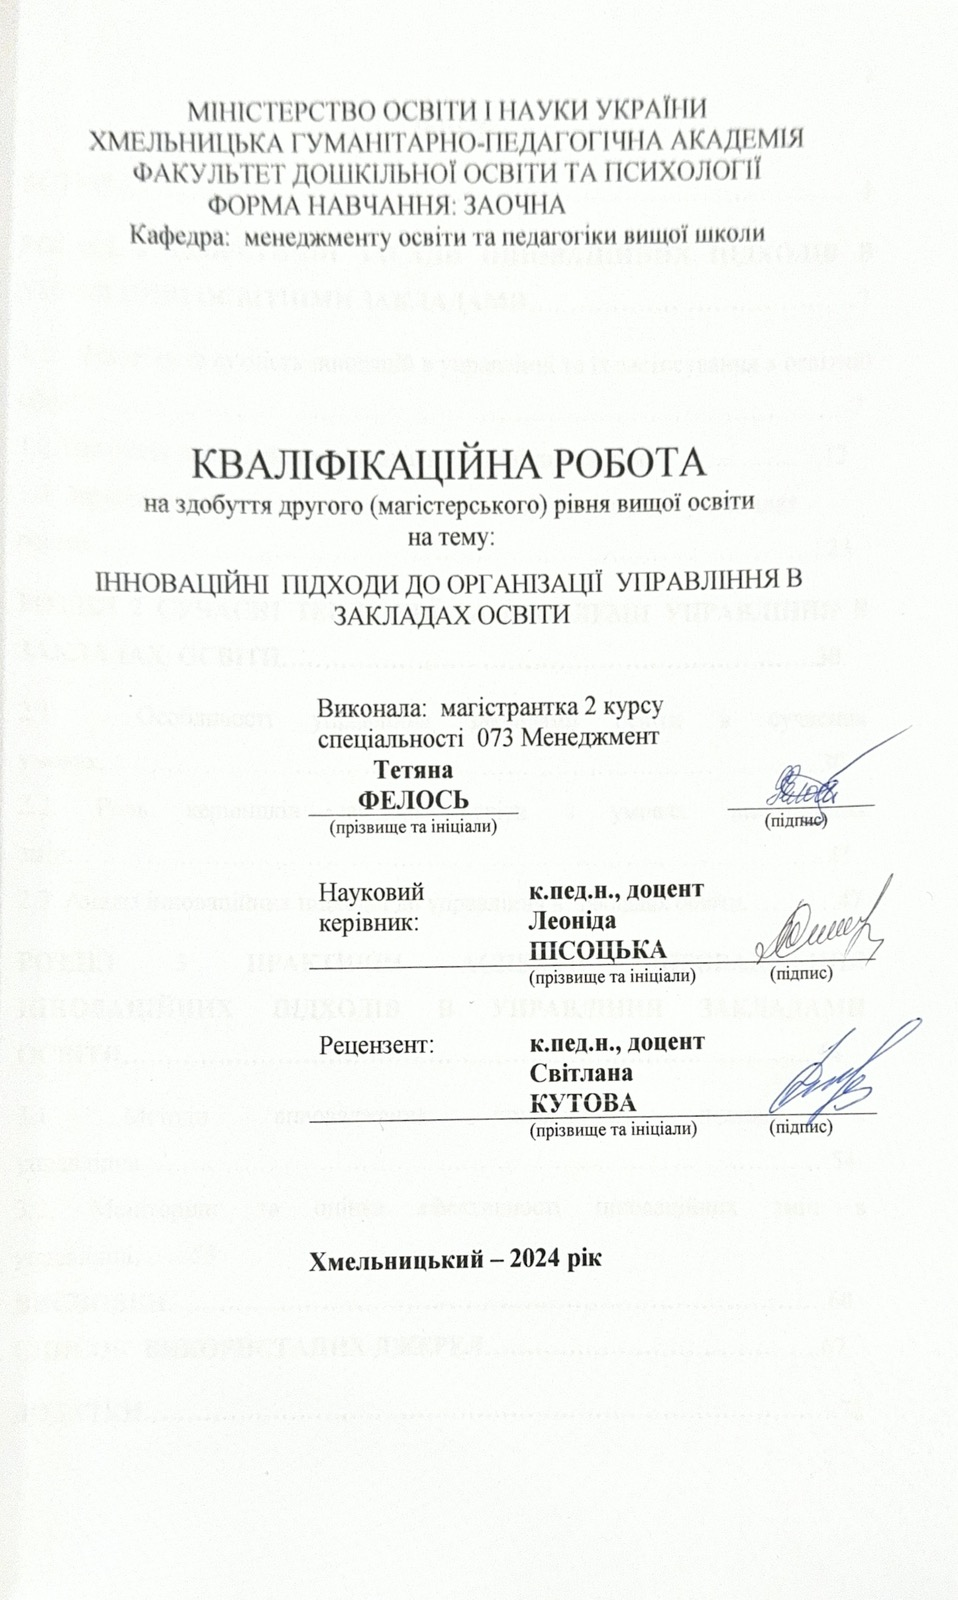 МІНІСТЕРСТВО ОСВІТИ І НАУКИ УКРАЇНИ
ХМЕЛЬНИЦЬКА ГУМАНІТАРНО-ПЕДАГОГІЧНА АКАДЕМІЯ
ФАКУЛЬТЕТ ДОШКІЛЬНОЇ ОСВІТИ ТА ПСИХОЛОГІЇ
ФОРМА НАВЧАННЯ: ЗАОЧНА
Кафедра: менеджменту освіти та педагогіки вищої школи
КВАЛІФІКАЦІЙНА РОБОТА
на здобуття другого (магістерського) рівня вищої освіти
на тему:
ІННОВАЦІЙНІ ПІДХОДИ ДО ОРГАНІЗАЦІЇ УПРАВЛІННЯ В
ЗАКЛАДАХ ОСВІТИ
Виконала: магістрантка 2 курсу
спеціальності 073 Менеджмент
Тетяна
ФЕЛОСЬ
(прізвище та ініціали) (підпис)
Науковий к.пед.н., доцент
керівник: Леоніда
ПІСОЦЬКА
(прізвище та ініціали) (підпис)
Рецензент: к.пед.н., доцент
Світлана
КУТОВА
(прізвище та ініціали) (підпис)
Хмельницький – 2024 рік